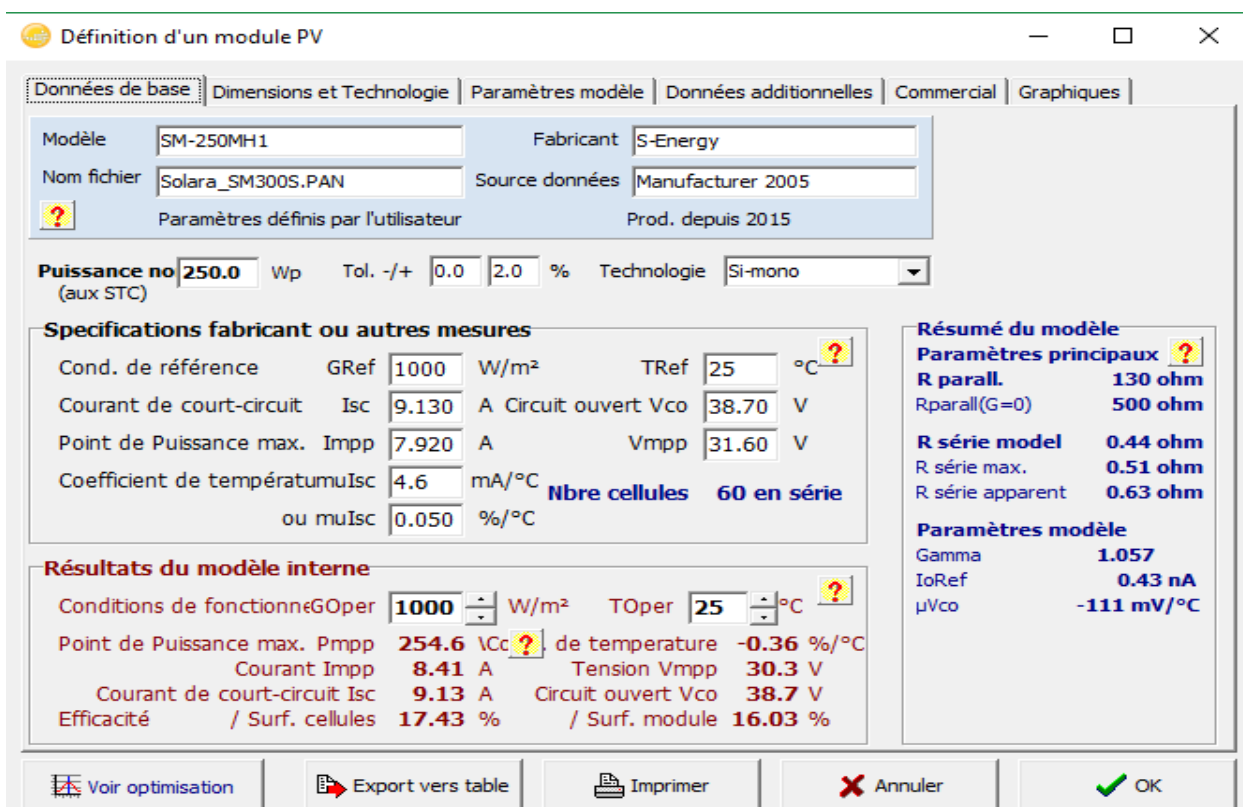 Définition d'un module PV
Données de base Dimensions et Technologie Paramètres modèle Données additionnelles Commercial Graphiques
Modèle SM-250MH1 Fabricant S-Energy
Nom fichier Solara_SM300S.PAN Source données Manufacturer 2005
? Paramètres définis par l'utilisateur Prod. depuis 2015
Puissance no 250.0 Wp Tol. -/+ 0.0 2.0 % Technologie Si-mono
(aux STC)
Specifications fabricant ou autres mesures
?
Cond. de référence GRef 1000 W/m² TRef 25 °C
Courant de court-circuit Isc 9.130 A Circuit ouvert Vco 38.70 V
Point de Puissance max. Impp 7.920 A Vmpp 31.60 V
Coefficient de températumuIsc 4.6 mA/°C
Nbre cellules 60 en série
ou muIsc 0.050 %/°C
Résultats du modèle interne
?
Conditions de fonctionneGOper 1000 W/m² TOper 25 °C
Point de Puissance max. Pmpp 254.6 \Cc ? . de temperature -0.36 %/°C
Courant Impp 8.41 A Tension Vmpp 30.3 V
Courant de court-circuit Isc 9.13 A Circuit ouvert Vco 38.7 V
Efficacité / Surf. cellules 17.43 % / Surf. module 16.03 %
Résumé du modèle
Paramètres principaux ?
R parall. 130 ohm
Rparall(G=0) 500 ohm
R série model 0.44 ohm
R série max. 0.51 ohm
R série apparent 0.63 ohm
Paramètres modèle
Gamma 1.057
IoRef 0.43 nA
µVco -111 mV/°C
Voir optimisation Export vers table Imprimer Annuler OK